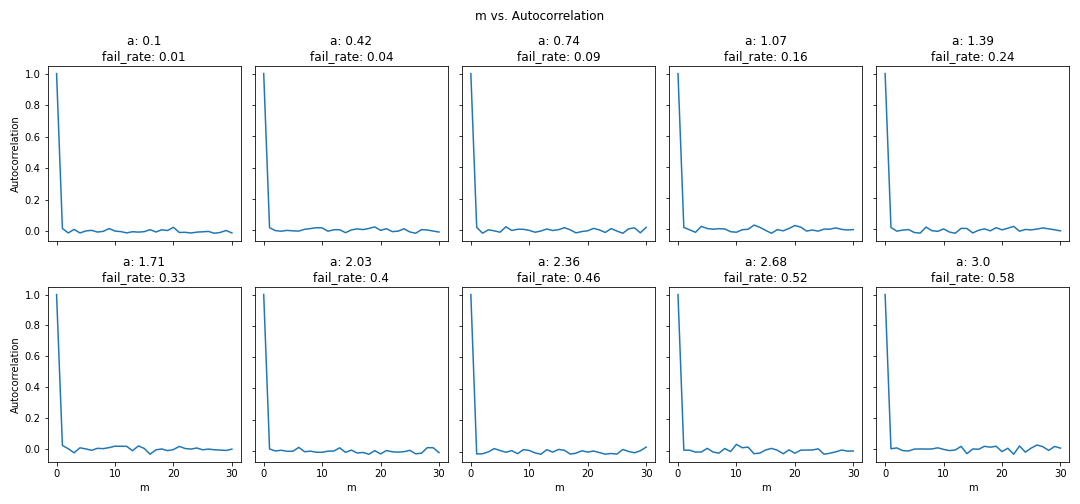 m vs. Autocorrelation
a: 0.1
fail_rate: 0.01
a: 0.42
fail_rate: 0.04
a: 0.74
fail_rate: 0.09
a: 1.07
fail_rate: 0.16
a: 1.39
fail_rate: 0.24
Autocorrelation
1.0
0.8
0.6
0.4
0.2
0.0
a: 1.71
fail_rate: 0.33
a: 2.03
fail_rate: 0.4
a: 2.36
fail_rate: 0.46
a: 2.68
fail_rate: 0.52
a: 3.0
fail_rate: 0.58
Autocorrelation
1.0
0.8
0.6
0.4
0.2
0.0
0 10 20 30
0 10 20 30
0 10 20 30
0 10 20 30
0 10 20 30
m
m
m
m
m